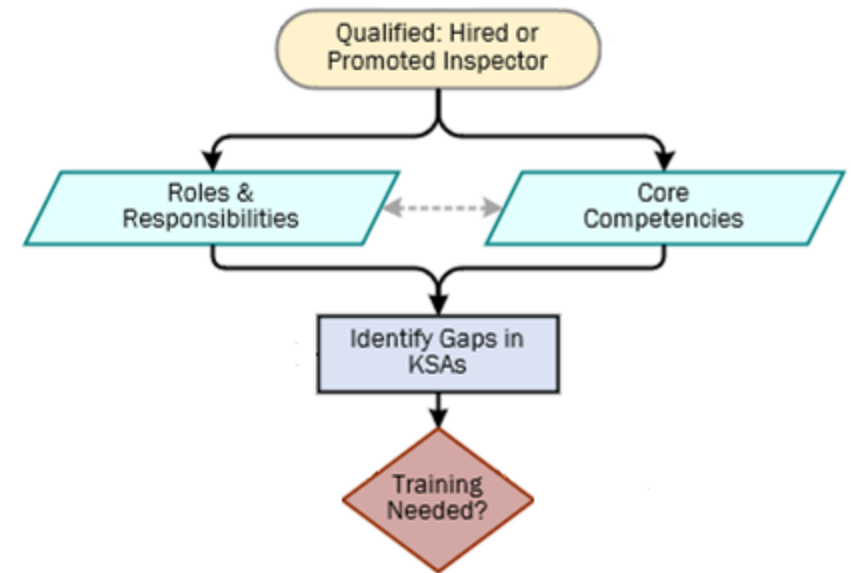 Qualified: Hired or
Promoted Inspector
Roles &
Responsibilities
Core
Competencies
Identify Gaps in
KSAs
Training
Needed?